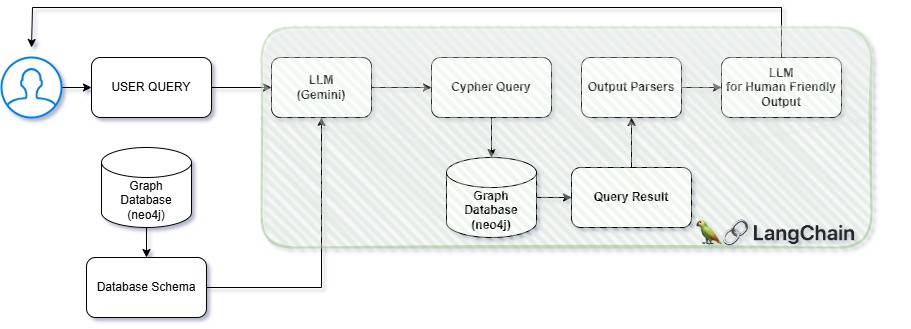 USER QUERY
LLM
(Gemini)
Cypher Query
Output Parsers
LLM
for Human Friendly
Output
Graph
Database
(neo4j)
Graph
Database
(neo4j)
Query Result
LangChain
Database Schema